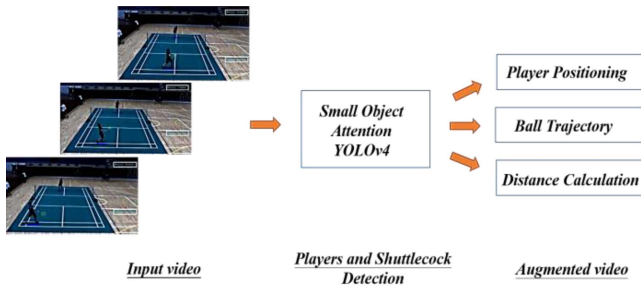 Small Object
Attention
YOLOv4
Player Positioning
Ball Trajectory
Distance Calculation
Input video
Players and Shuttlecock
Detection
Augmented video